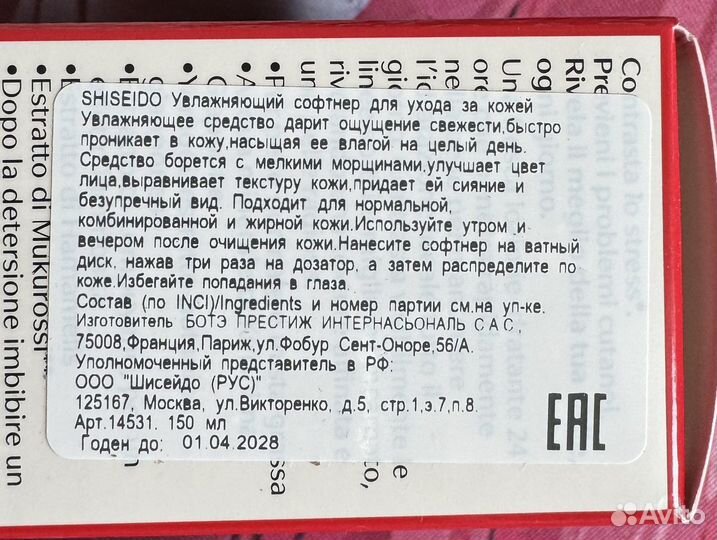 SHISEIDO Увлажняющий софтнер для ухода за кожей
Увлажняющее средство дарит ощущение свежести,быстро
проникает в кожу,насыщая ее влагой на целый день.
Средство борется с мелкими морщинами,улучшает цвет
лица,выравнивает текстуру кожи,придает ей сияние и
безупречный вид. Подходит для нормальной,
комбинированной и жирной кожи.Используйте утром и
вечером после очищения кожи.Нанесите софтнер на ватный
диск, нажав три раза на дозатор, а затем распределите по
коже.Избегайте попадания в глаза.
Состав (по INCI)/Ingredients и номер партии см.на уп-ке.
Изготовитель БОТЭ ПРЕСТИЖ ИНТЕРНАСЬОНАЛЬ С А С,
75008,Франция,Париж,ул.Фобур Сент-Оноре,56/А.
Уполномоченный представитель в РФ:
ООО "Шисейдо (РУС)"
125167, Москва, ул.Викторенко, д.5, стр.1,э.7,п.8.
Арт.14531. 150 мл
Годен до: 01.04.2028
EAC
•Estratto di Mukurossi
•Dopo la detersione imbibire un
Avito